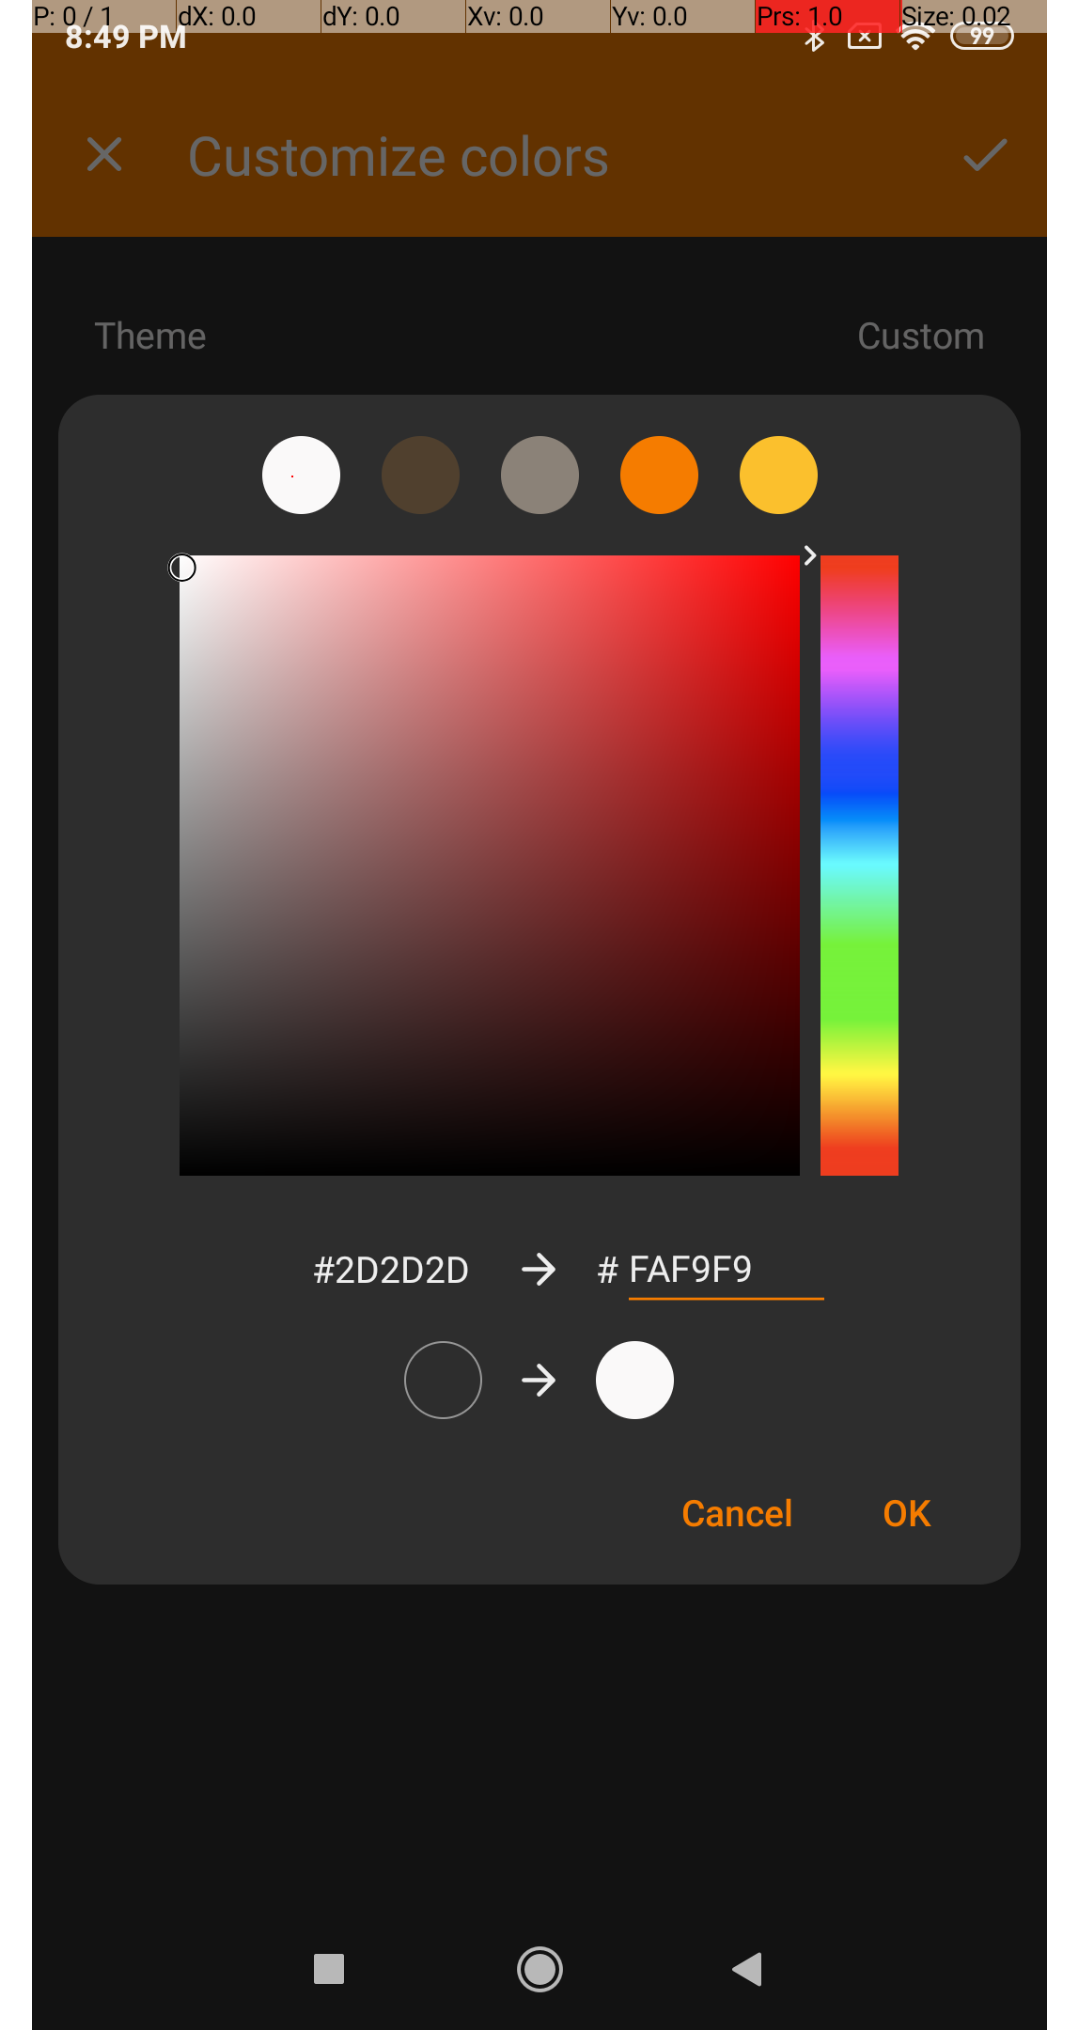 P: 0 / 1 dX: 0.0 dY: 0.0 Xv: 0.0 Yv: 0.0 Prs: 1.0 Size: 0.02
8:49 PM 99
Customize colors
Theme Custom
#2D2D2D # FAF9F9
Cancel OK